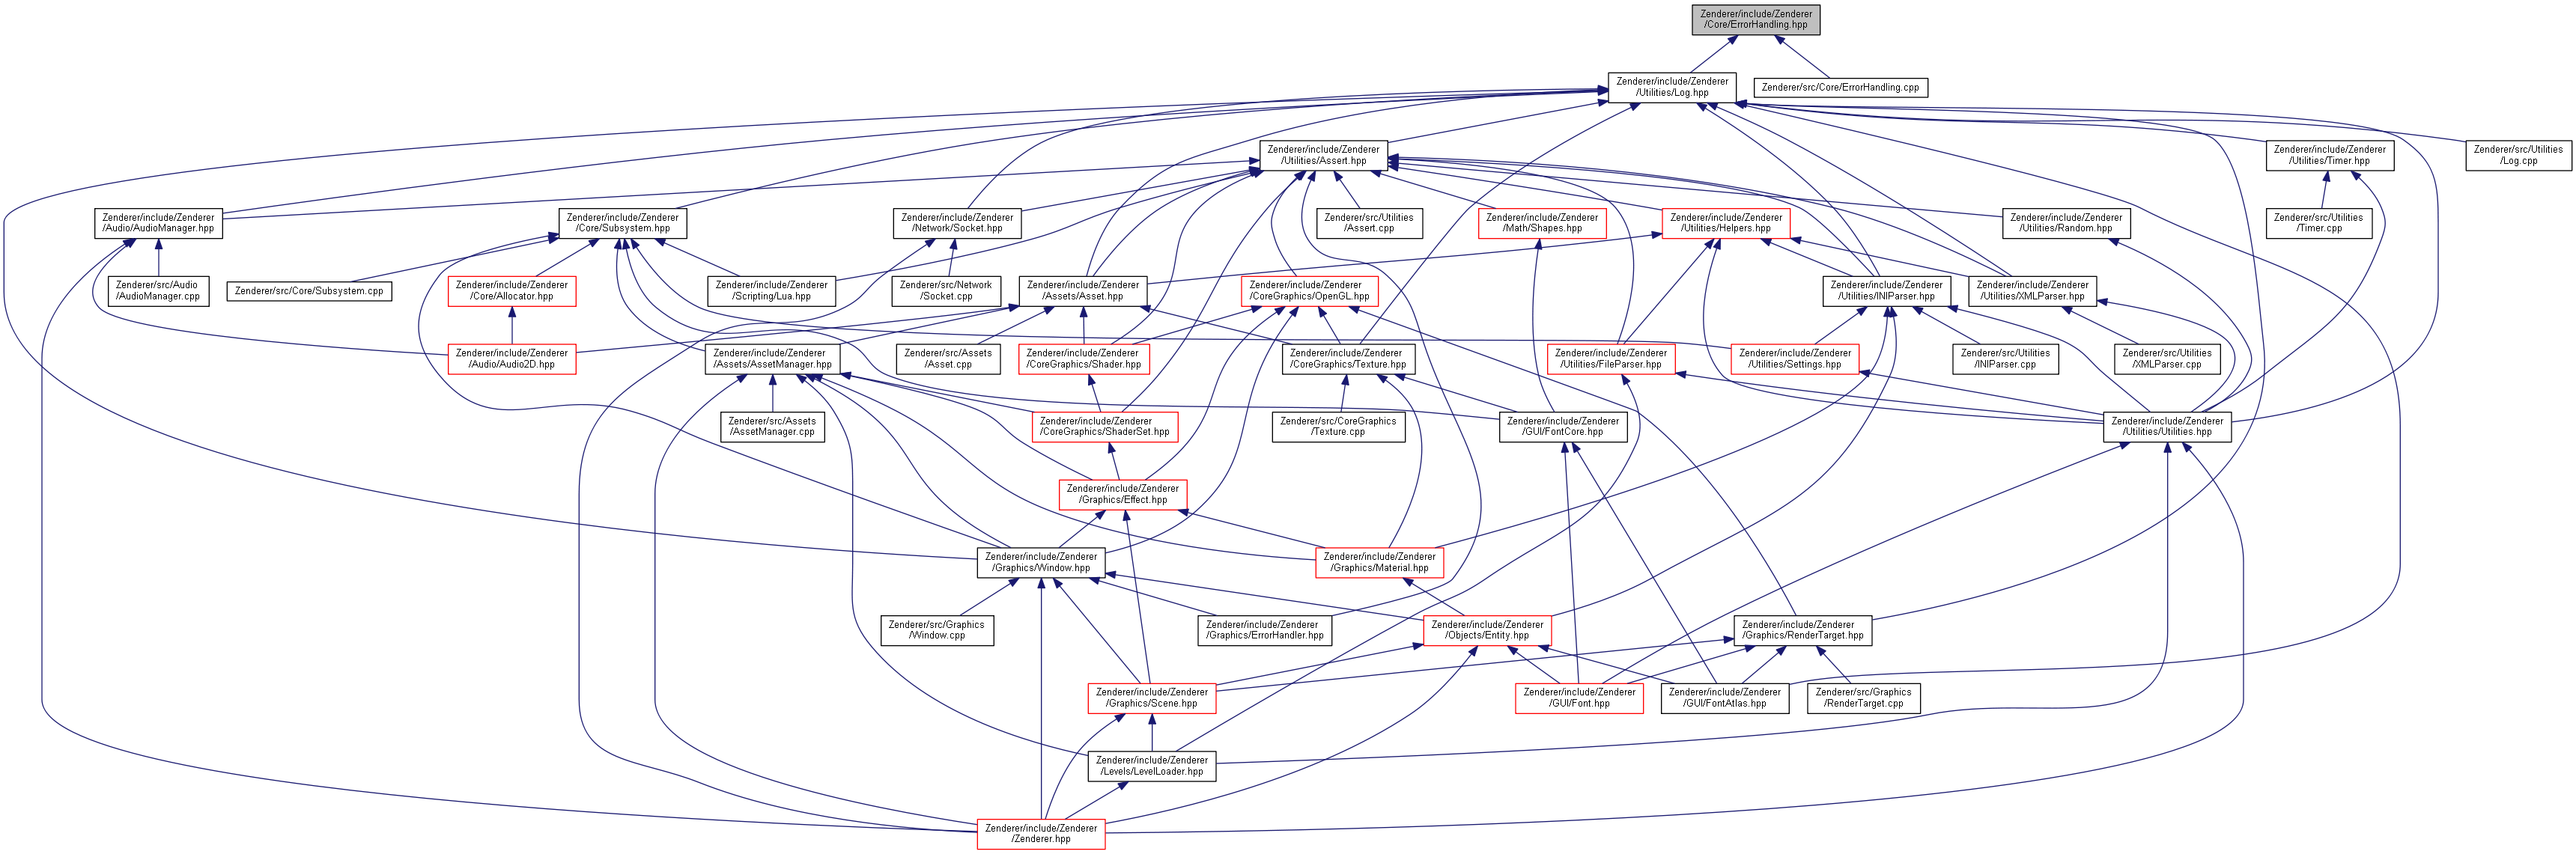 Zenderer/include/Zenderer
/Core/ErrorHandling.hpp
Zenderer/include/Zenderer
/Utilities/Log.hpp
Zenderer/src/Core/ErrorHandling.cpp
Zenderer/include/Zenderer
/Utilities/Assert.hpp
Zenderer/include/Zenderer
/Utilities/Timer.hpp
Zenderer/src/Utilities
/Log.cpp
Zenderer/include/Zenderer
/Audio/AudioManager.hpp
Zenderer/include/Zenderer
/Core/Subsystem.hpp
Zenderer/include/Zenderer
/Network/Socket.hpp
Zenderer/src/Utilities
/Assert.cpp
Zenderer/include/Zenderer
/Math/Shapes.hpp
Zenderer/include/Zenderer
/Utilities/Helpers.hpp
Zenderer/include/Zenderer
/Utilities/Random.hpp
Zenderer/src/Utilities
/Timer.cpp
Zenderer/src/Audio
/AudioManager.cpp
Zenderer/src/Core/Subsystem.cpp
Zenderer/include/Zenderer
/Core/Allocator.hpp
Zenderer/include/Zenderer
/Scripting/Lua.hpp
Zenderer/src/Network
/Socket.cpp
Zenderer/include/Zenderer
/Assets/Asset.hpp
Zenderer/include/Zenderer
/CoreGraphics/OpenGL.hpp
Zenderer/include/Zenderer
/Utilities/INIParser.hpp
Zenderer/include/Zenderer
/Utilities/XMLParser.hpp
Zenderer/include/Zenderer
/Audio/Audio2D.hpp
Zenderer/include/Zenderer
/Assets/AssetManager.hpp
Zenderer/src/Assets
/Asset.cpp
Zenderer/include/Zenderer
/CoreGraphics/Shader.hpp
Zenderer/include/Zenderer
/CoreGraphics/Texture.hpp
Zenderer/include/Zenderer
/Utilities/FileParser.hpp
Zenderer/include/Zenderer
/Utilities/Settings.hpp
Zenderer/src/Utilities
/INIParser.cpp
Zenderer/src/Utilities
/XMLParser.cpp
Zenderer/src/Assets
/AssetManager.cpp
Zenderer/include/Zenderer
/CoreGraphics/ShaderSet.hpp
Zenderer/src/CoreGraphics
/Texture.cpp
Zenderer/include/Zenderer
/GUI/FontCore.hpp
Zenderer/include/Zenderer
/Utilities/Utilities.hpp
Zenderer/include/Zenderer
/Graphics/Effect.hpp
Zenderer/include/Zenderer
/Graphics/Window.hpp
Zenderer/include/Zenderer
/Graphics/Material.hpp
Zenderer/src/Graphics
/Window.cpp
Zenderer/include/Zenderer
/Graphics/ErrorHandler.hpp
Zenderer/include/Zenderer
/Objects/Entity.hpp
Zenderer/include/Zenderer
/Graphics/RenderTarget.hpp
Zenderer/include/Zenderer
/Graphics/Scene.hpp
Zenderer/include/Zenderer
/GUI/Font.hpp
Zenderer/include/Zenderer
/GUI/FontAtlas.hpp
Zenderer/src/Graphics
/RenderTarget.cpp
Zenderer/include/Zenderer
/Levels/LevelLoader.hpp
Zenderer/include/Zenderer
/Zenderer.hpp